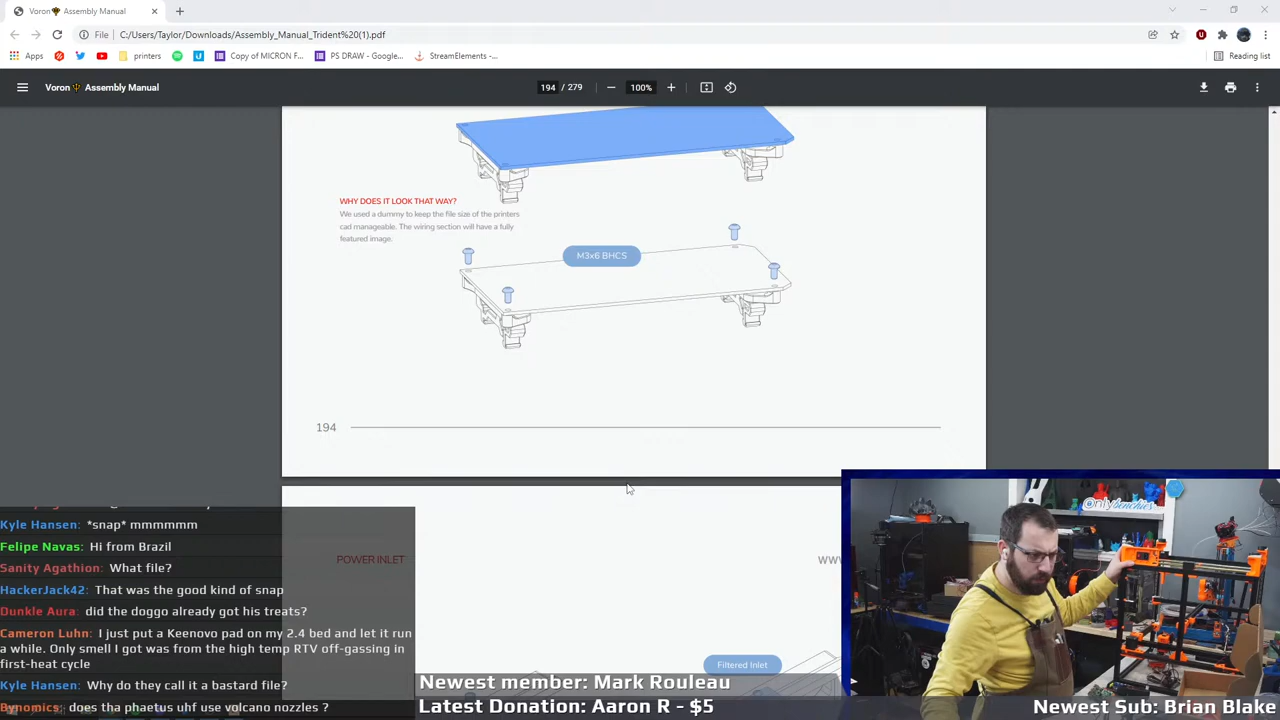 Voron Assembly Manual
File C:/Users/Taylor/Downloads/Assembly_Manual_Trident%20(1).pdf
Apps printers Copy of MICRON F... PS DRAW - Google... StreamElements -... Reading list
Voron Assembly Manual 194 / 279 100%
WHY DOES IT LOOK THAT WAY?
We used a dummy to keep the file size of the printers
cad manageable. The wiring section will have a fully
featured image.
M3x6 BHCS
194
POWER INLET WWW
Filtered Inlet
Kyle Hansen: *snap* mmmmmm
Felipe Navas: Hi from Brazil
Sanity Agathion: What file?
HackerJack42: That was the good kind of snap
Dunkle Aura: did the doggo already got his treats?
Cameron Luhn: I just put a Keenovo pad on my 2.4 bed and let it run
a while. Only smell I got was from the high temp RTV off-gassing in
first-heat cycle
Kyle Hansen: Why do they call it a bastard file?
Bynomics: does tha phaetus uhf use volcano nozzles ?
Onlybenchies
Newest member: Mark Rouleau
Latest Donation: Aaron R - $5
Newest Sub: Brian Blake